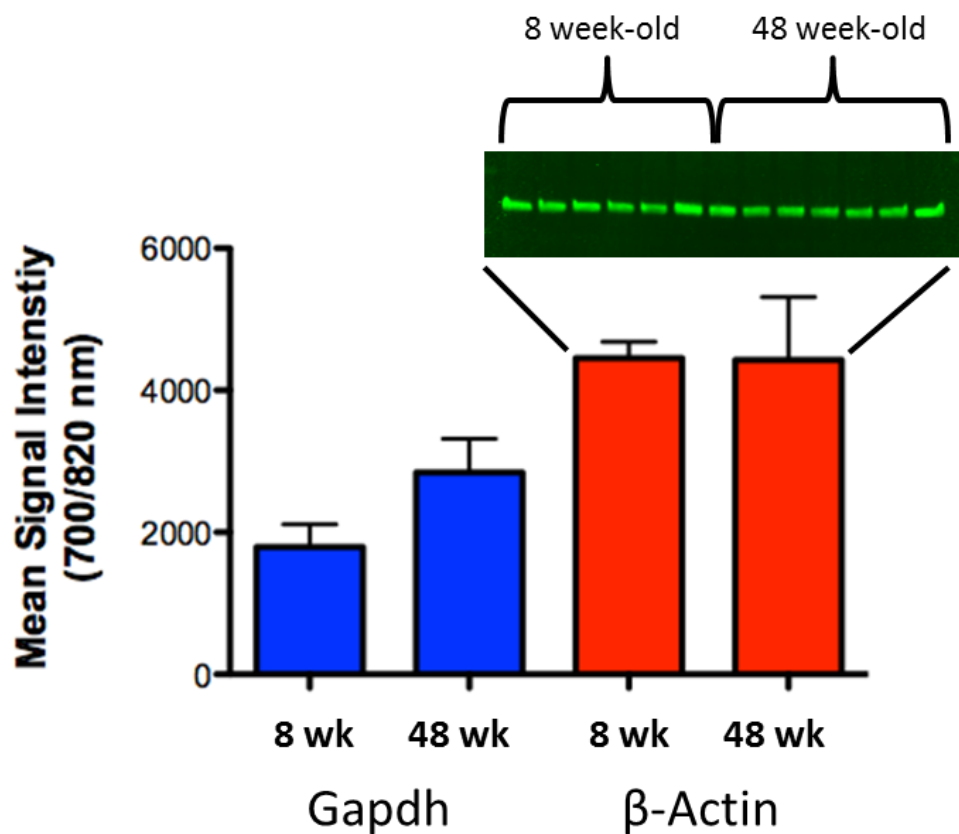 8 week-old
48 week-old
Mean Signal Intenstiy
(700/820 nm)
6000
4000
2000
0
8 wk
48 wk
8 wk
48 wk
Gapdh
β-Actin